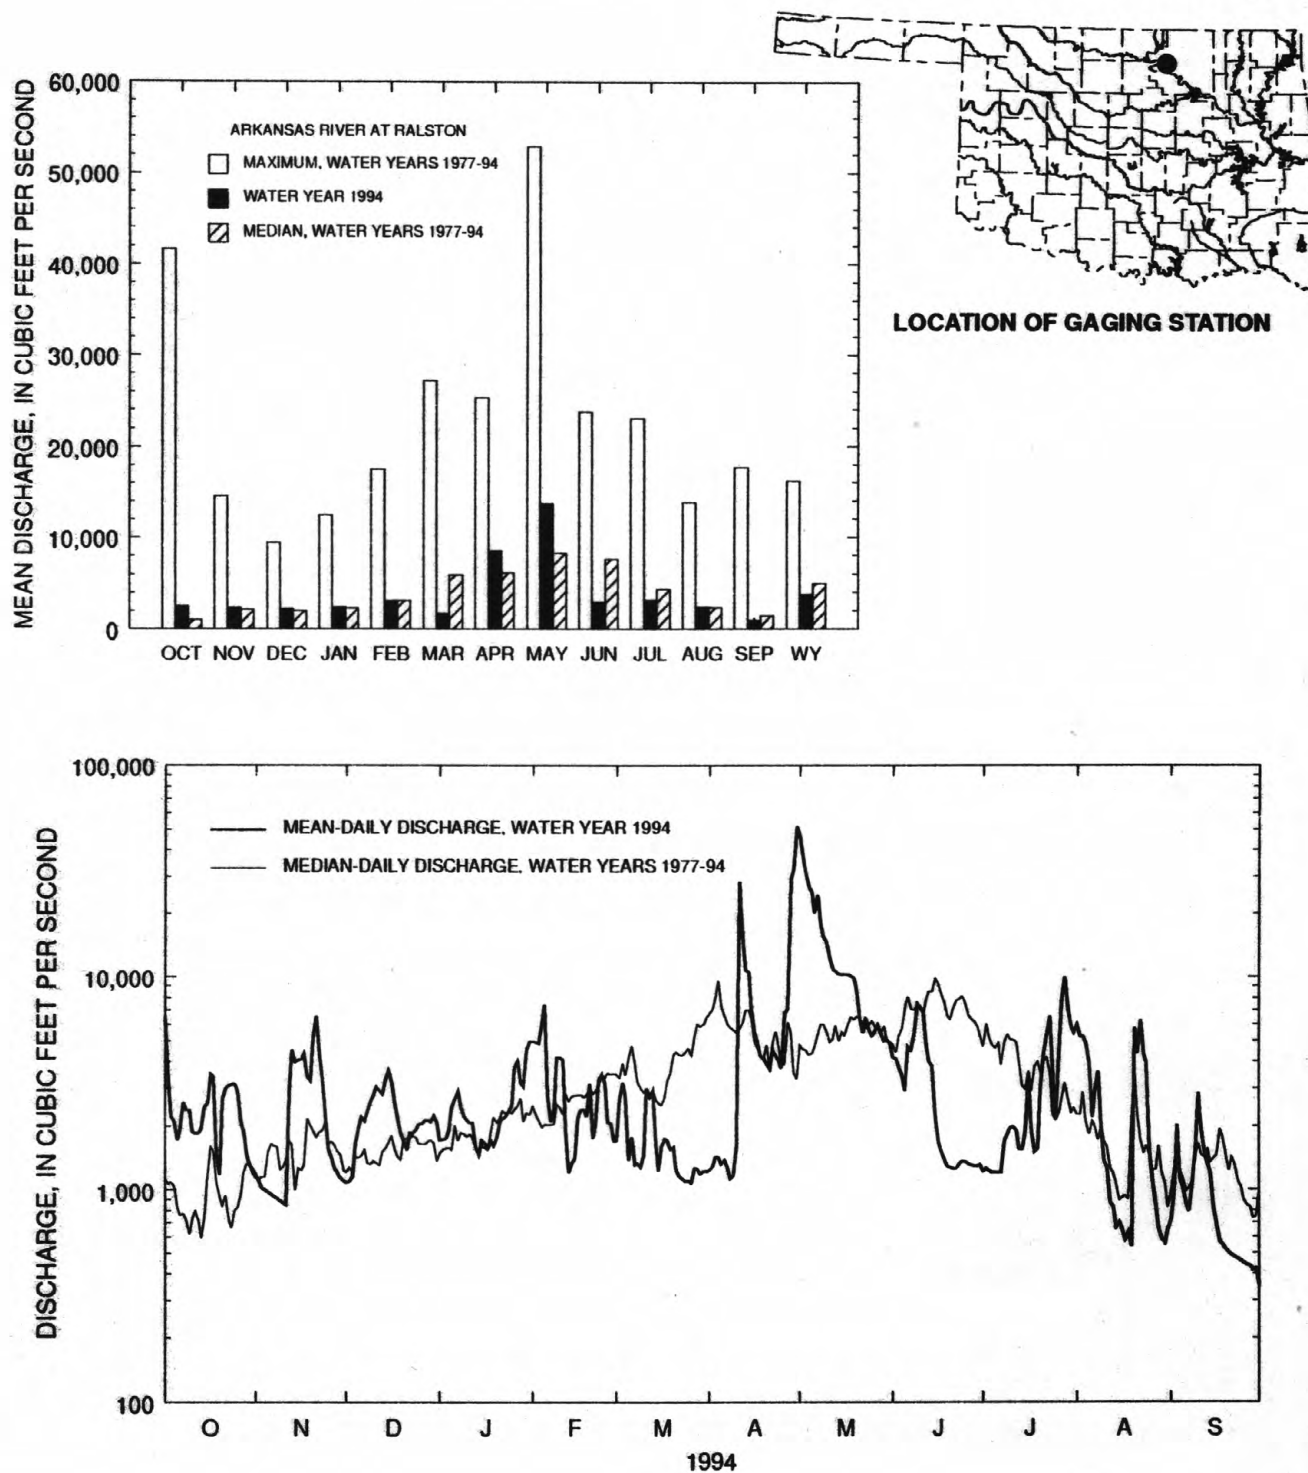 MEAN DISCHARGE, IN CUBIC FEET PER SECOND
60,000
50,000
40,000
30,000
20,000
10,000
0
ARKANSAS RIVER AT RALSTON
MAXIMUM, WATER YEARS 1977-94
WATER YEAR 1994
MEDIAN, WATER YEARS 1977-94
OCT NOV DEC JAN FEB MAR APR MAY JUN JUL AUG SEP WY
LOCATION OF GAGING STATION
DISCHARGE, IN CUBIC FEET PER SECOND
100,000
10,000
1,000
100
MEAN-DAILY DISCHARGE, WATER YEAR 1994
MEDIAN-DAILY DISCHARGE, WATER YEARS 1977-94
O N D J F M A M J J A S
1994